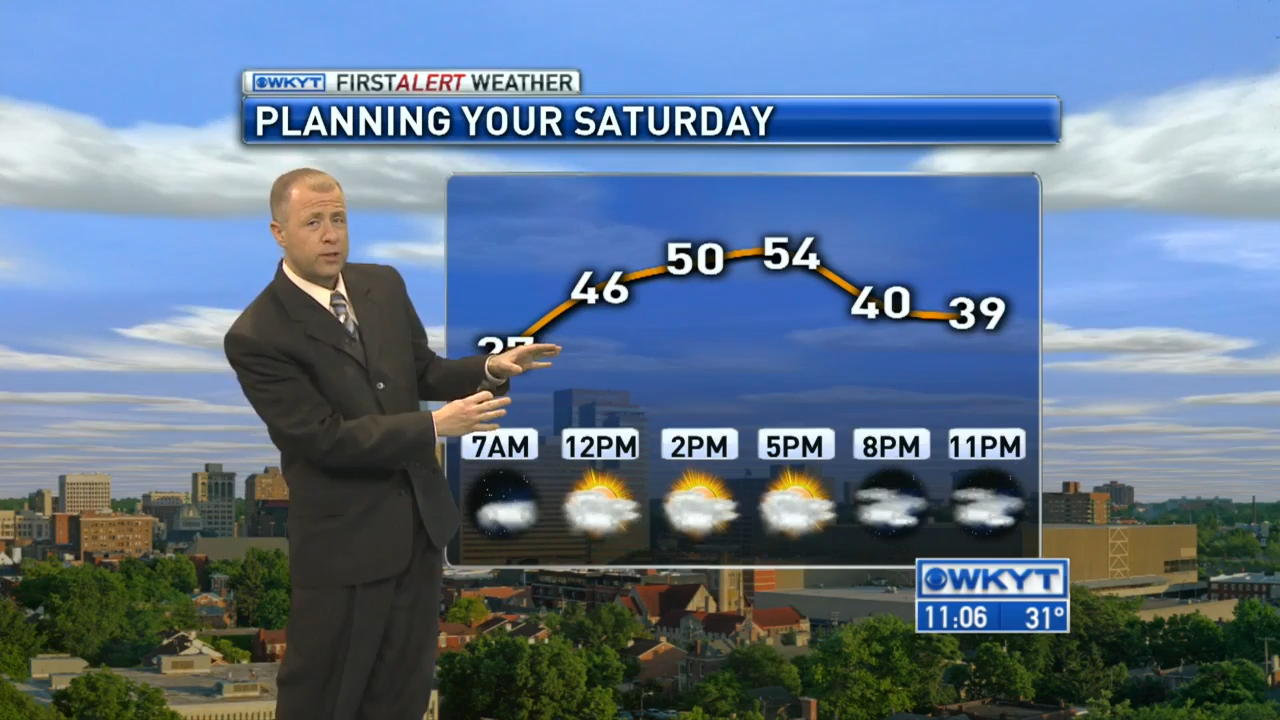 WKYT FIRSTALERT WEATHER
PLANNING YOUR SATURDAY
46 50 54 40 39
7AM 12PM 2PM 5PM 8PM 11PM
WKYT
11:06 31°